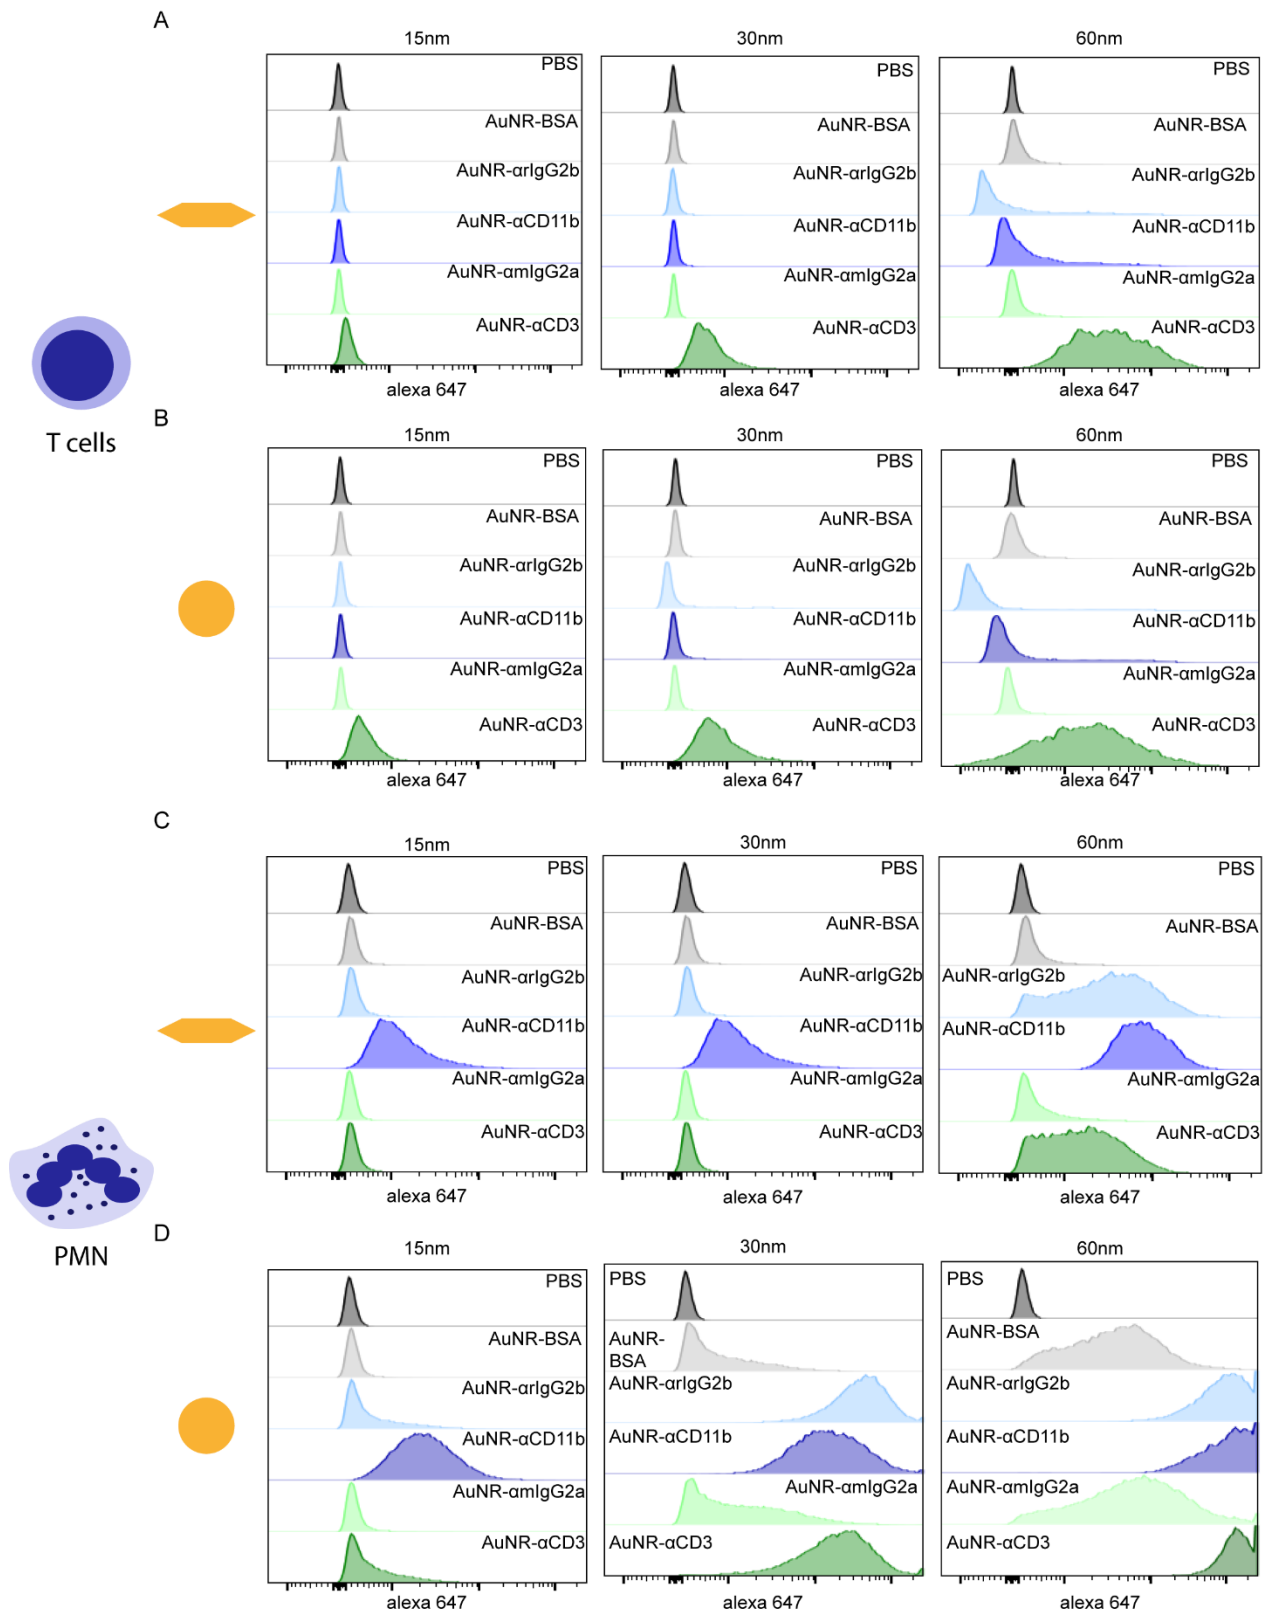 A
15nm
30nm
60nm
PBS
PBS
PBS
AuNR-BSA
AuNR-BSA
AuNR-BSA
AuNR-αrIgG2b
AuNR-αrIgG2b
AuNR-αrIgG2b
AuNR-αCD11b
AuNR-αCD11b
AuNR-αCD11b
AuNR-αmIgG2a
AuNR-αmIgG2a
AuNR-αmIgG2a
AuNR-αCD3
AuNR-αCD3
AuNR-αCD3
alexa 647
alexa 647
alexa 647
T cells
B
15nm
30nm
60nm
PBS
PBS
PBS
AuNR-BSA
AuNR-BSA
AuNR-BSA
AuNR-αrIgG2b
AuNR-αrIgG2b
AuNR-αrIgG2b
AuNR-αCD11b
AuNR-αCD11b
AuNR-αCD11b
AuNR-αmIgG2a
AuNR-αmIgG2a
AuNR-αmIgG2a
AuNR-αCD3
AuNR-αCD3
AuNR-αCD3
alexa 647
alexa 647
alexa 647
C
15nm
30nm
60nm
PBS
PBS
PBS
AuNR-BSA
AuNR-BSA
AuNR-BSA
AuNR-αrIgG2b
AuNR-αrIgG2b
AuNR-αrIgG2b
AuNR-αCD11b
AuNR-αCD11b
AuNR-αCD11b
AuNR-αmIgG2a
AuNR-αmIgG2a
AuNR-αmIgG2a
AuNR-αCD3
AuNR-αCD3
AuNR-αCD3
alexa 647
alexa 647
alexa 647
PMN
D
15nm
30nm
60nm
PBS
PBS
PBS
AuNR-BSA
AuNR-
BSA
AuNR-BSA
AuNR-αrIgG2b
AuNR-αrIgG2b
AuNR-αrIgG2b
AuNR-αCD11b
AuNR-αCD11b
AuNR-αCD11b
AuNR-αmIgG2a
AuNR-αmIgG2a
AuNR-αmIgG2a
AuNR-αCD3
AuNR-αCD3
AuNR-αCD3
alexa 647
alexa 647
alexa 647